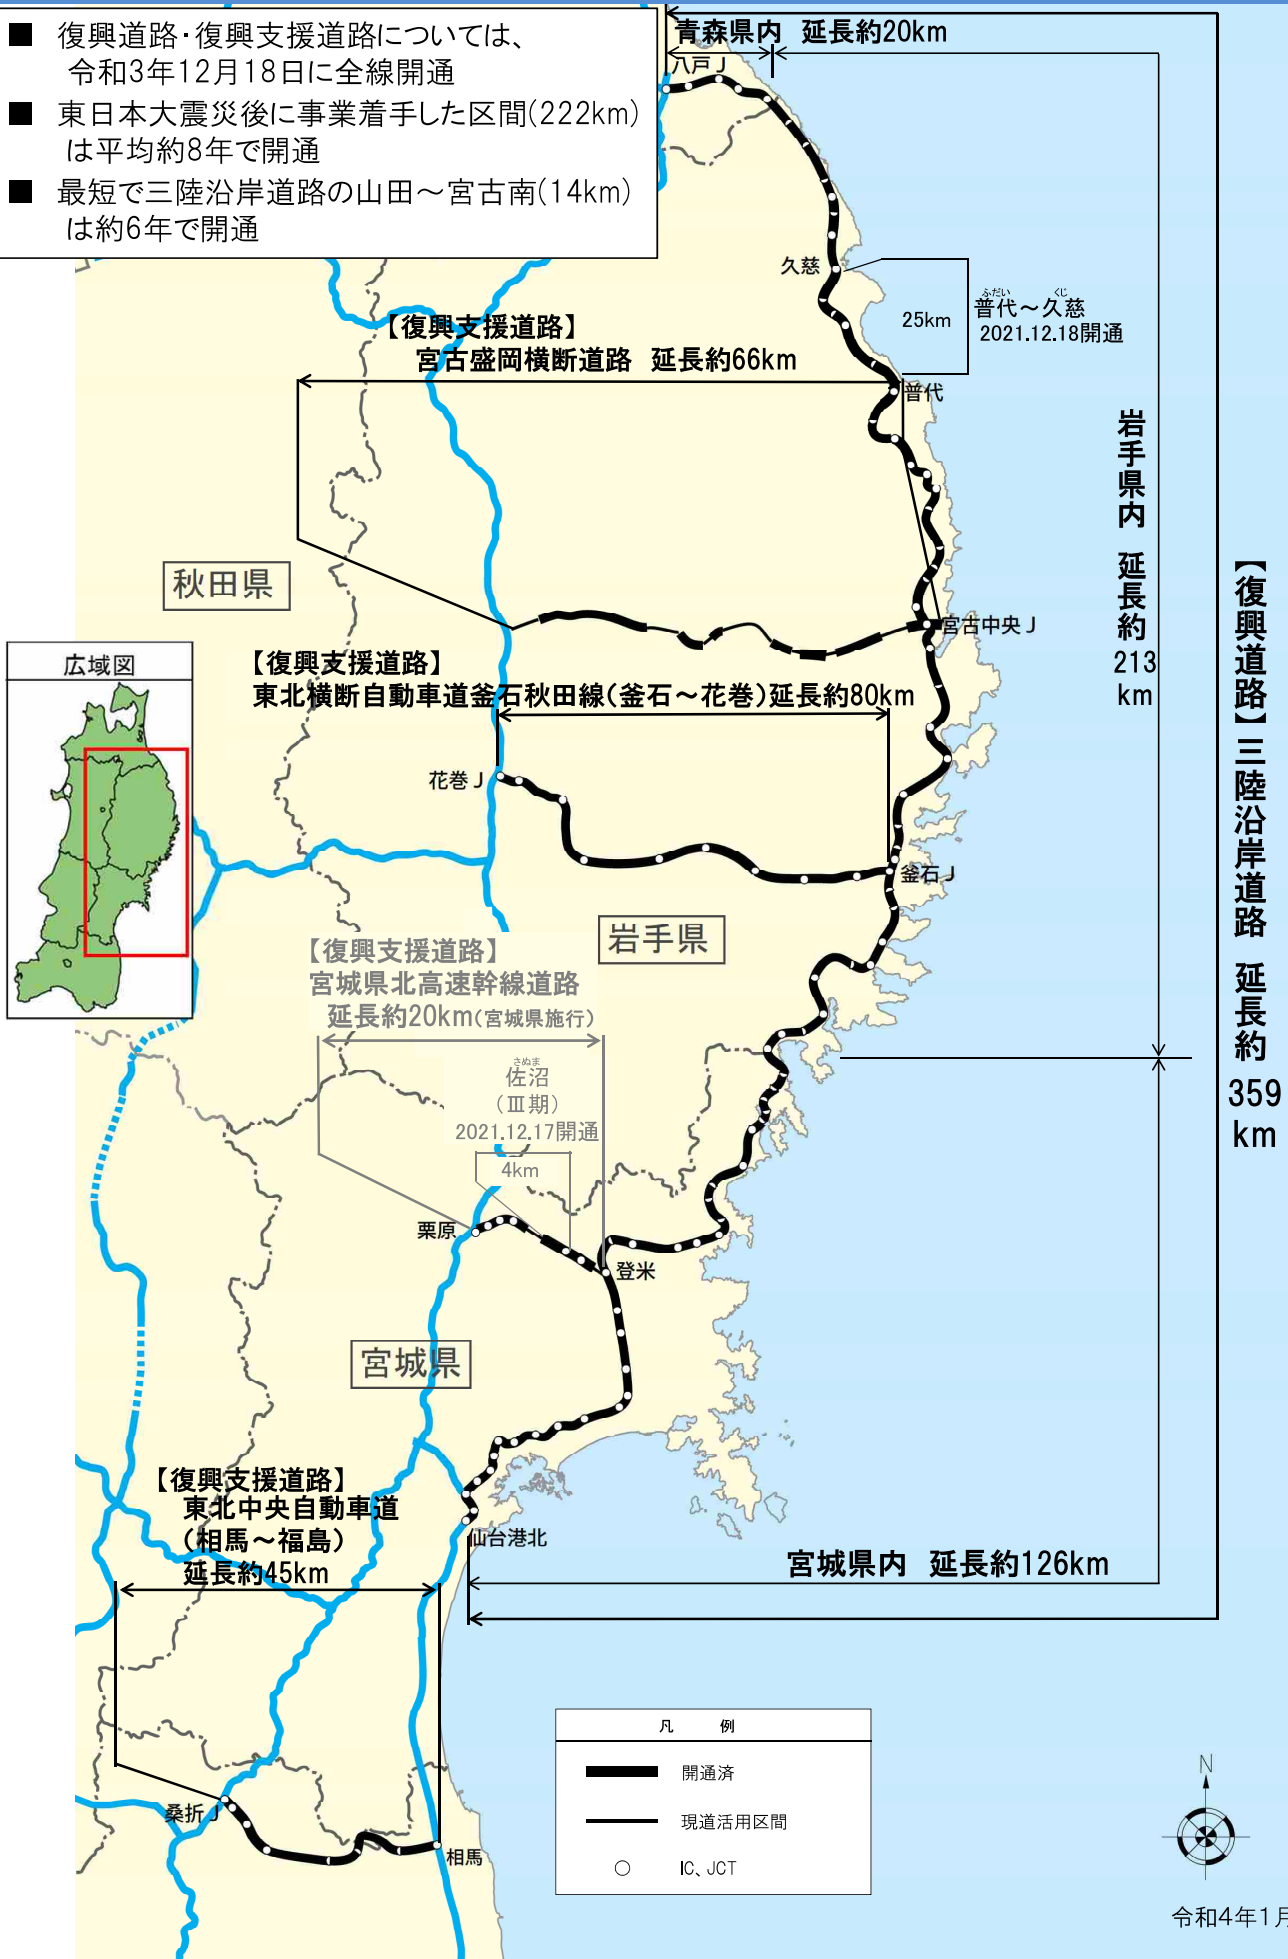 ■ 復興道路・復興支援道路については、
令和3年12月18日に全線開通
■ 東日本大震災後に事業着手した区間(222km)
は平均約8年で開通
■ 最短で三陸沿岸道路の山田～宮古南(14km)
は約6年で開通
青森県内 延長約20km
八戸J
久慈
25km
ふだい くじ
普代～久慈
2021.12.18開通
【復興支援道路】
宮古盛岡横断道路 延長約66km
普代
岩手県内 延長約
213
km
秋田県
宮古中央J
【復興道路】三陸沿岸道路 延長約
359
km
広域図
【復興支援道路】
東北横断自動車道釜石秋田線(釜石～花巻)延長約80km
花巻J
釜石J
岩手県
【復興支援道路】
宮城県北高速幹線道路
延長約20km(宮城県施行)
さぬま
佐沼
(Ⅲ期)
2021.12.17開通
4km
栗原
登米
宮城県
【復興支援道路】
東北中央自動車道
(相馬～福島)
延長約45km
仙台港北
宮城県内 延長約126km
桑折J
相馬
凡 例
開通済
現道活用区間
IC、JCT
N
令和4年1月